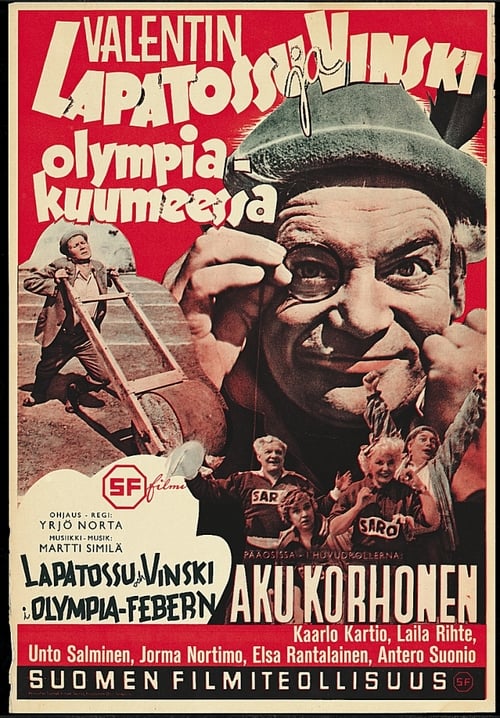 VALENTIN
LAPATOSSU ja VINSKI
olympia-
kuumeessa
SF filmi
OHJAUS - REGI:
YRJÖ NORTA
MUSIIKKI - MUSIK:
MARTTI SIMILÄ
LAPATOSSU och VINSKI
i OLYMPIA-FEBERN
SARO
SARO
PÄÄOSISSA - I HUVUDROLLERNA:
AKU KORHONEN
Kaarlo Kartio, Laila Rihte,
Unto Salminen, Jorma Nortimo, Elsa Rantalainen, Antero Suonio
SUOMEN FILMITEOLLISUUS SF